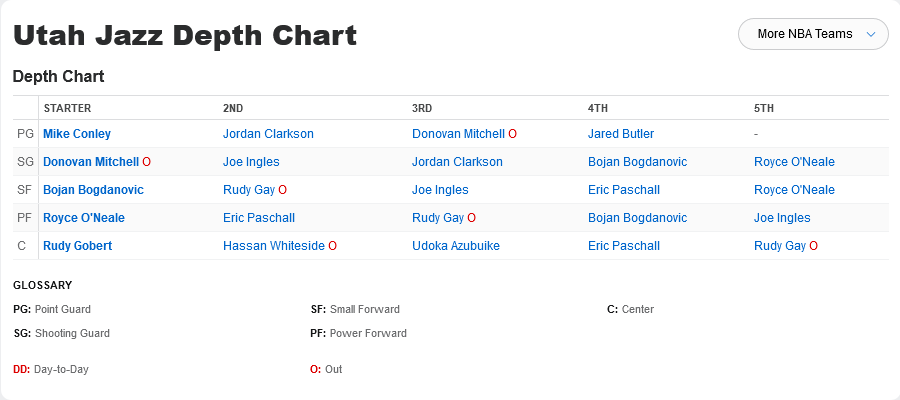 Utah Jazz Depth Chart
More NBA Teams
Depth Chart
STARTER 2ND 3RD 4TH 5TH
PG Mike Conley Jordan Clarkson Donovan Mitchell O Jared Butler -
SG Donovan Mitchell O Joe Ingles Jordan Clarkson Bojan Bogdanovic Royce O'Neale
SF Bojan Bogdanovic Rudy Gay O Joe Ingles Eric Paschall Royce O'Neale
PF Royce O'Neale Eric Paschall Rudy Gay O Bojan Bogdanovic Joe Ingles
C Rudy Gobert Hassan Whiteside O Udoka Azubuike Eric Paschall Rudy Gay O
GLOSSARY
PG: Point Guard SF: Small Forward C: Center
SG: Shooting Guard PF: Power Forward
DD: Day-to-Day O: Out